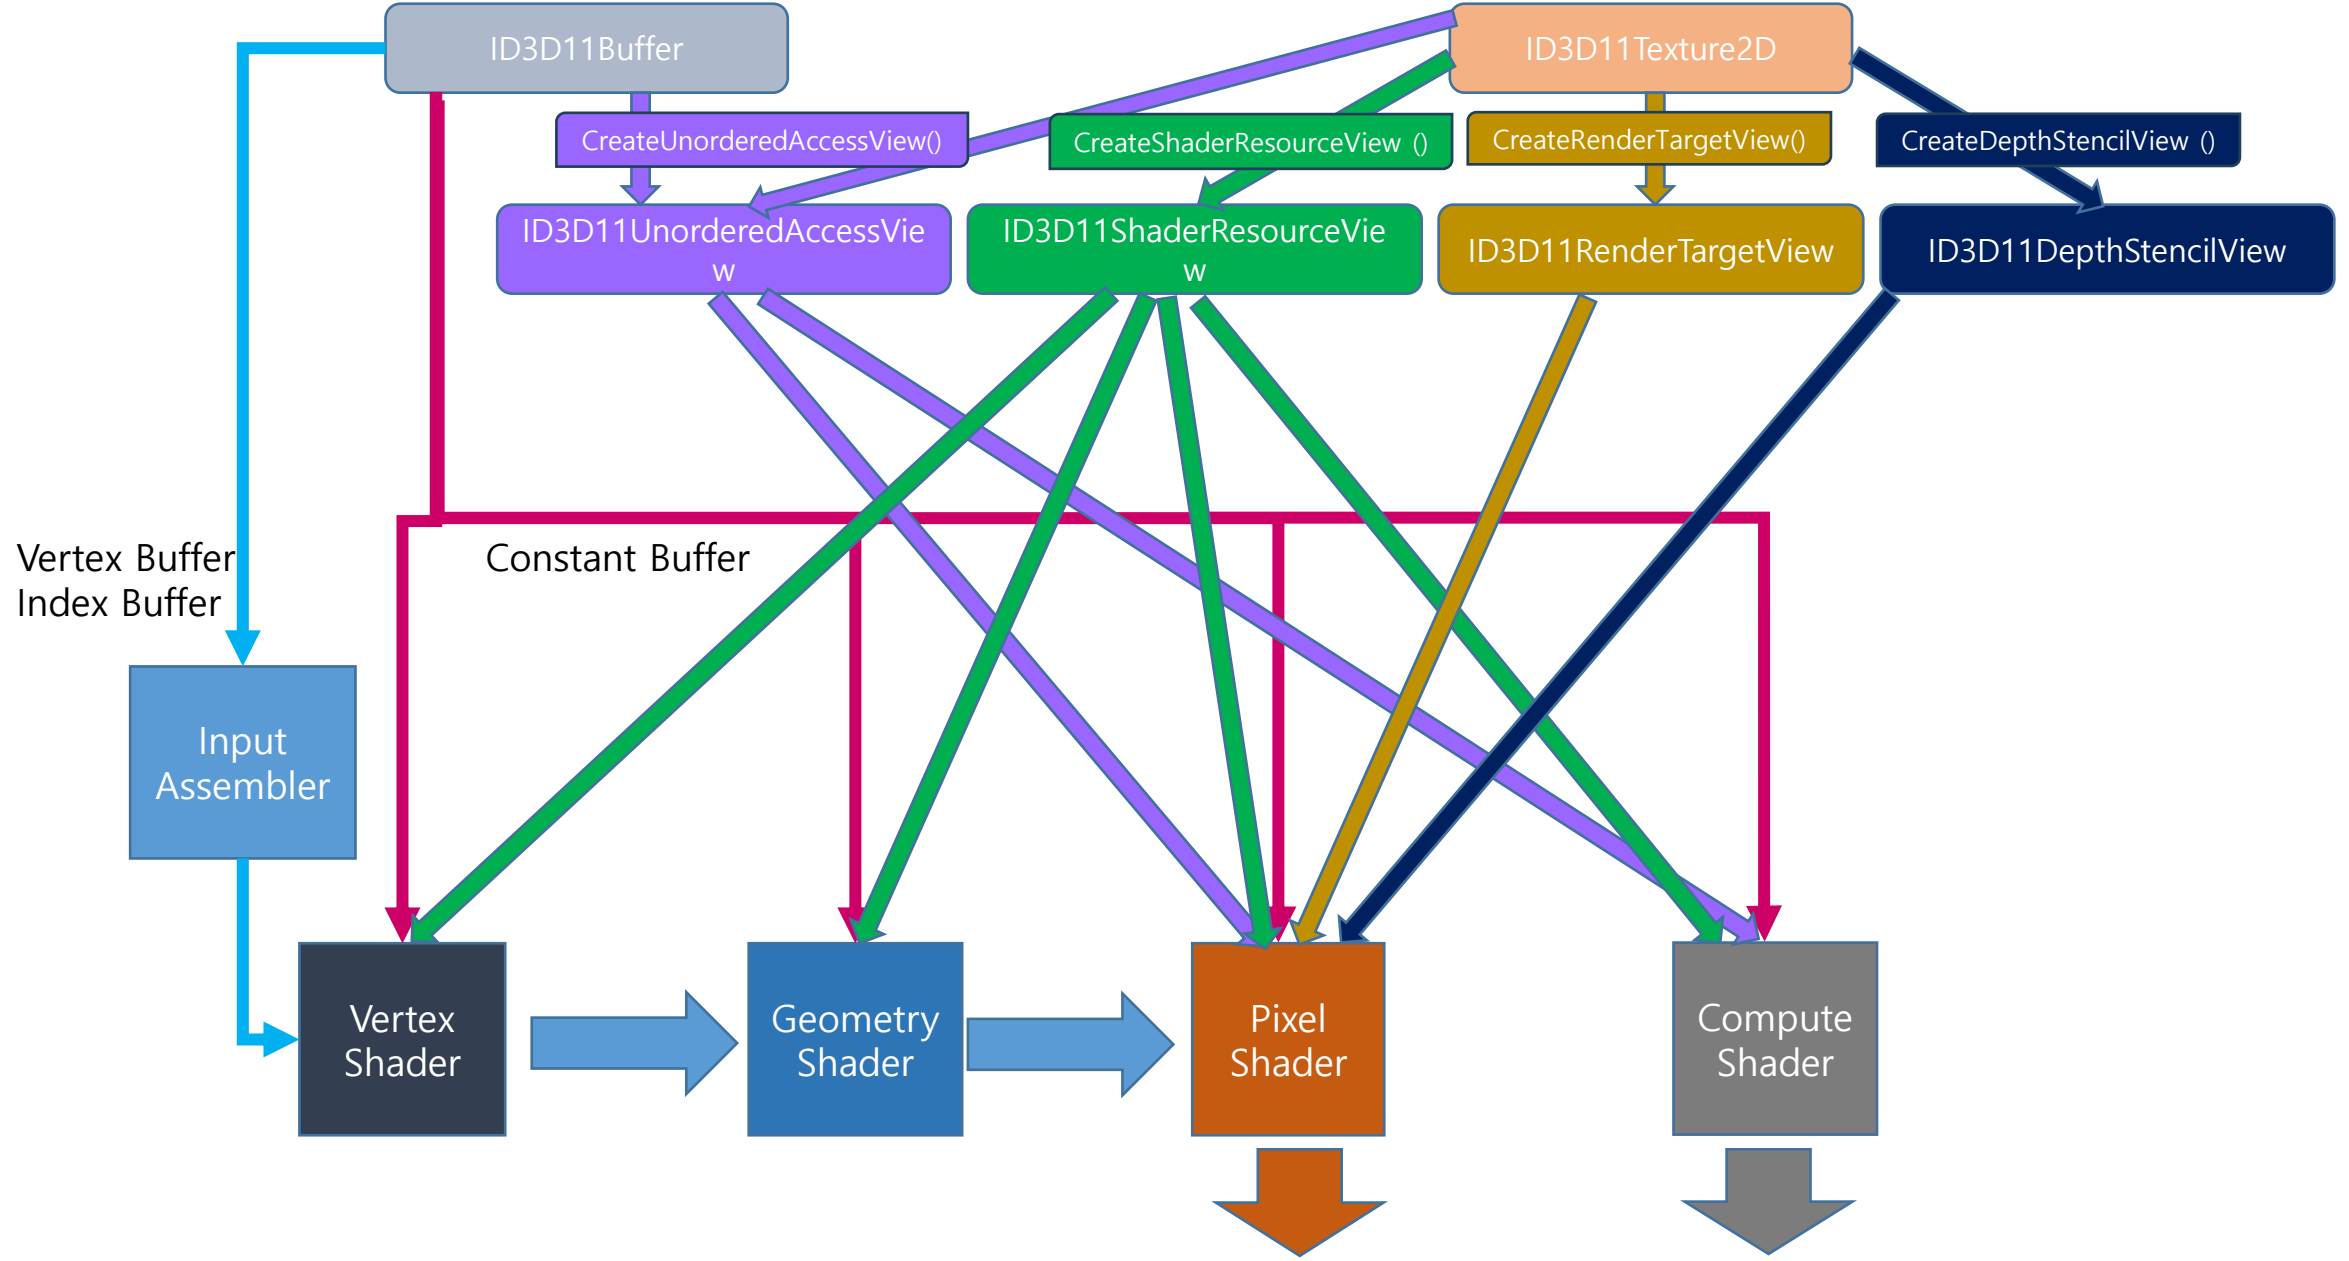 ID3D11Buffer
ID3D11Texture2D
CreateUnorderedAccessView()
CreateShaderResourceView ()
CreateRenderTargetView()
CreateDepthStencilView ()
ID3D11UnorderedAccessVie
w
ID3D11ShaderResourceVie
w
ID3D11RenderTargetView
ID3D11DepthStencilView
Vertex Buffer
Index Buffer
Constant Buffer
Input
Assembler
Vertex
Shader
Geometry
Shader
Pixel
Shader
Compute
Shader